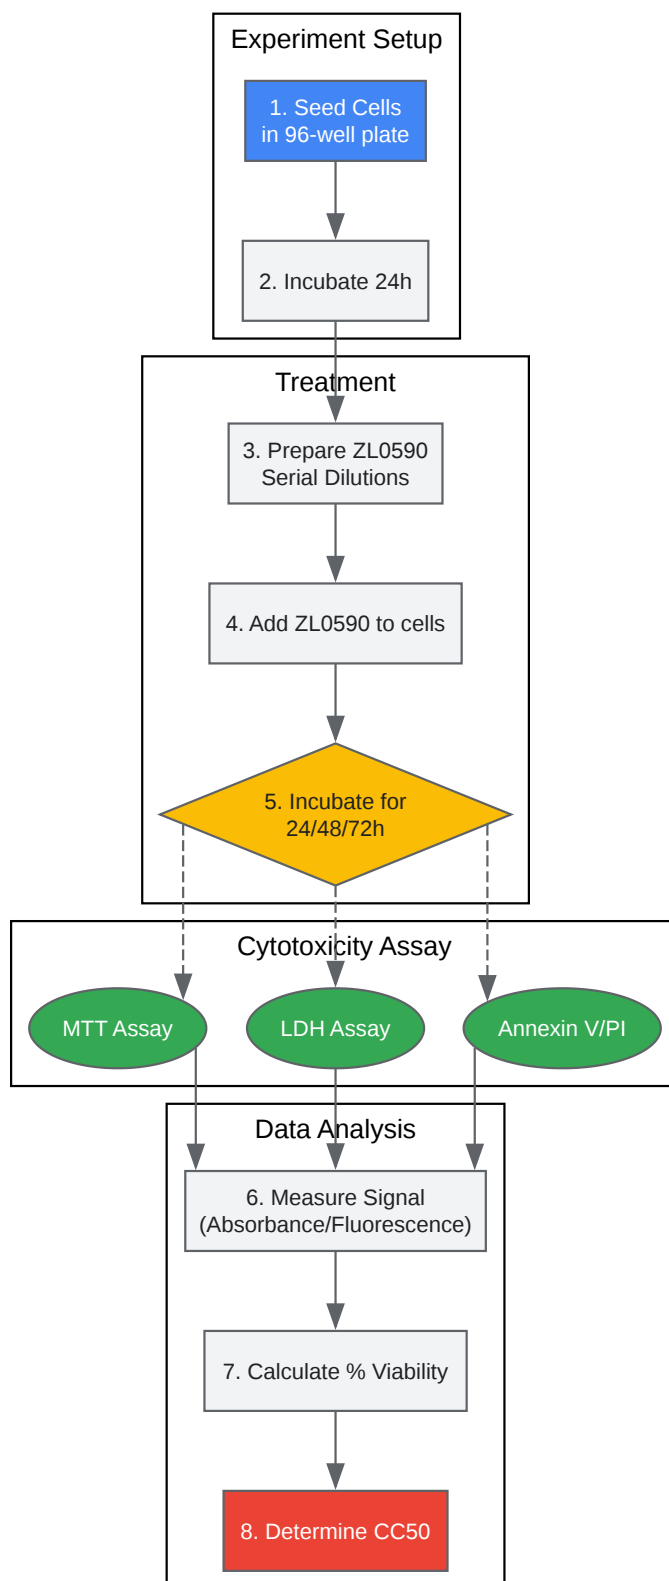 Experiment Setup
1. Seed Cells
in 96-well plate
2. Incubate 24h
Treatment
3. Prepare ZL0590
Serial Dilutions
4. Add ZL0590 to cells
5. Incubate for
24/48/72h
Cytotoxicity Assay
MTT Assay
LDH Assay
Annexin V/PI
Data Analysis
6. Measure Signal
(Absorbance/Fluorescence)
7. Calculate % Viability
8. Determine CC50